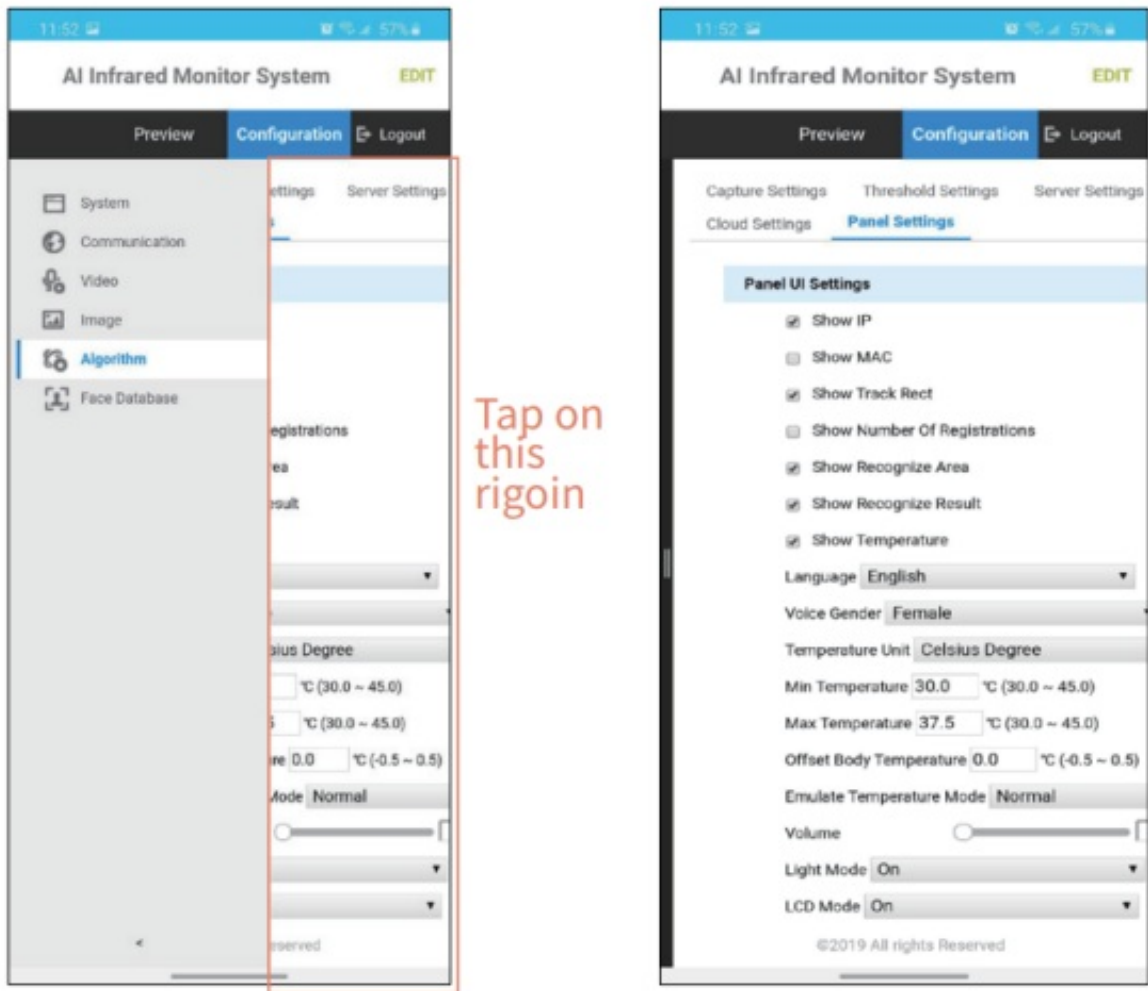 11:52
57%
AI Infrared Monitor System
EDIT
Preview
Configuration
Logout
System
Communication
Video
Image
Algorithm
Face Database
<
ettings
Server Settings
s
egistrations
ea
esult
sius Degree
℃ (30.0 ~ 45.0)
℃ (30.0 ~ 45.0)
re 0.0 ℃ (-0.5 ~ 0.5)
Mode Normal
eserved
Tap on
this
rigoin
11:52
57%
AI Infrared Monitor System
EDIT
Preview
Configuration
Logout
Capture Settings
Threshold Settings
Server Settings
Cloud Settings
Panel Settings
Panel UI Settings
Show IP
Show MAC
Show Track Rect
Show Number Of Registrations
Show Recognize Area
Show Recognize Result
Show Temperature
Language English
Voice Gender Female
Temperature Unit Celsius Degree
Min Temperature 30.0 ℃ (30.0 ~ 45.0)
Max Temperature 37.5 ℃ (30.0 ~ 45.0)
Offset Body Temperature 0.0 ℃ (-0.5 ~ 0.5)
Emulate Temperature Mode Normal
Volume
Light Mode On
LCD Mode On
©2019 All rights Reserved